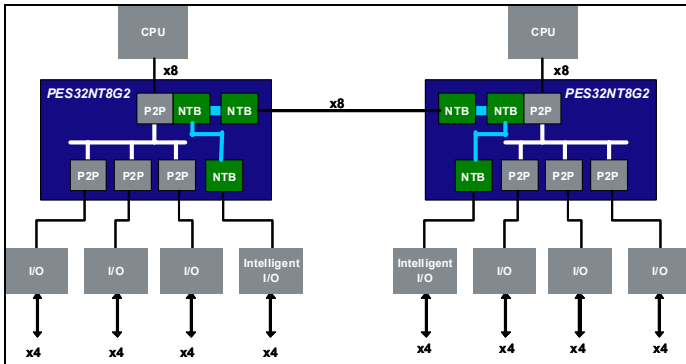 CPU
CPU
x8
x8
PES32NT8G2
PES32NT8G2
P2P
NTB
NTB
x8
NTB
NTB
P2P
P2P
P2P
P2P
NTB
NTB
P2P
P2P
P2P
I/O
I/O
I/O
Intelligent
I/O
Intelligent
I/O
I/O
I/O
I/O
x4
x4
x4
x4
x4
x4
x4
x4